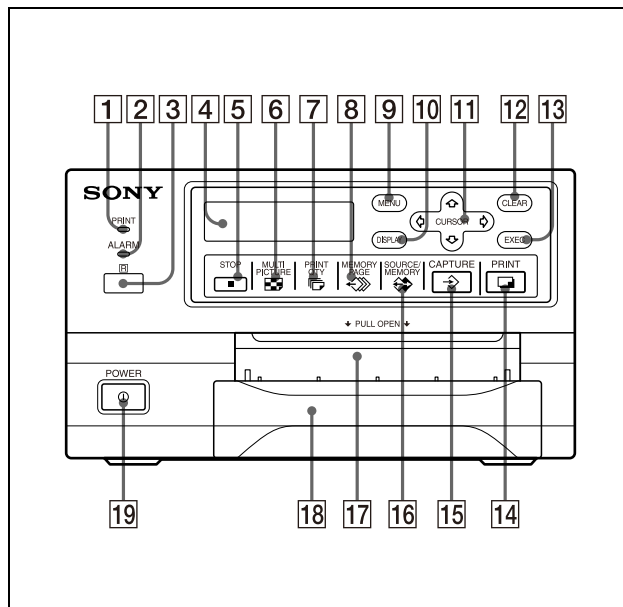 1 2 3 4 5 6 7 8 9 10 11 12 13
SONY
PRINT
ALARM
R
MENU
CLEAR
CURSOR
DISPLAY
EXEC
STOP
MULTI
PICTURE
PRINT
QTY
MEMORY
PAGE
SOURCE/
MEMORY
CAPTURE
PRINT
PULL OPEN
POWER
19 18 17 16 15 14